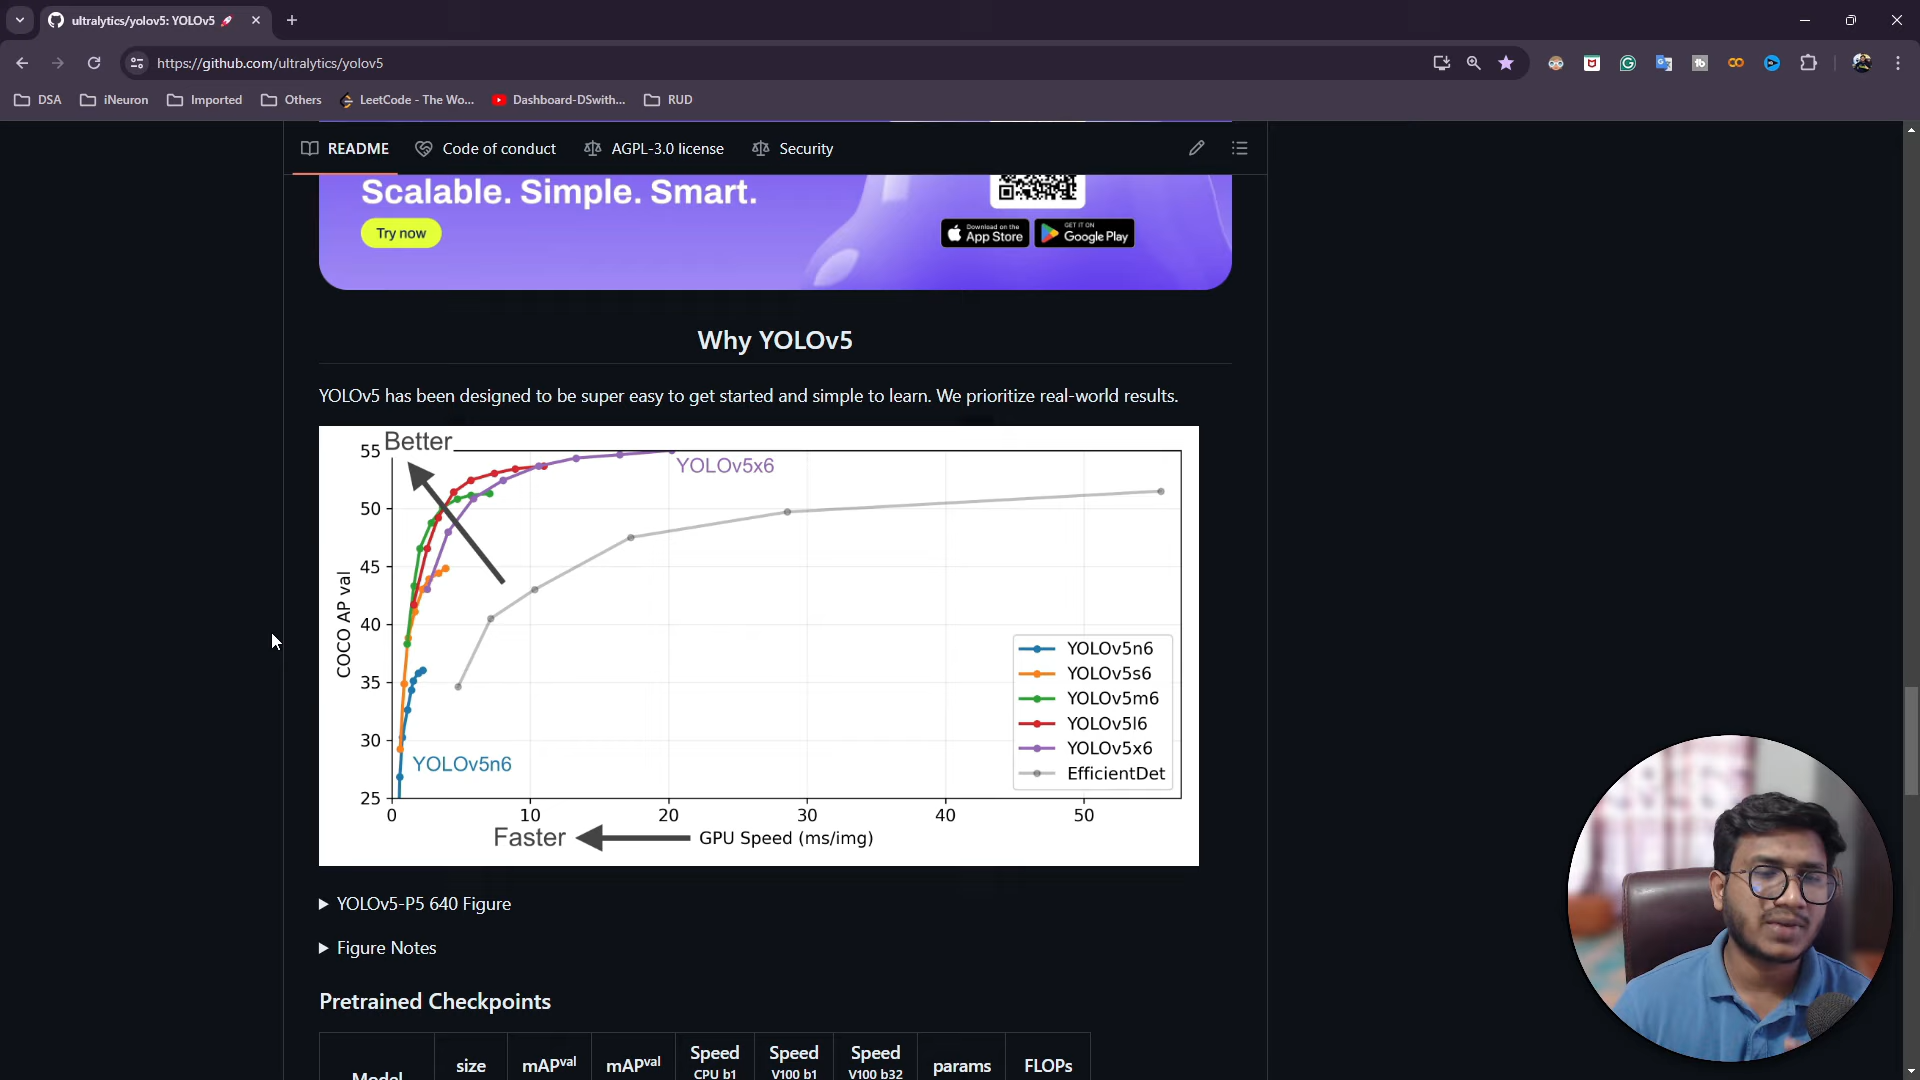 ultralytics/yolov5: YOLOv5 🚀
https://github.com/ultralytics/yolov5
DSA
iNeuron
Imported
Others
LeetCode - The Wo...
Dashboard-DSwith...
RUD
README
Code of conduct
AGPL-3.0 license
Security
Scalable. Simple. Smart.
Try now
Download on the
App Store
GET IT ON
Google Play
Why YOLOv5
YOLOv5 has been designed to be super easy to get started and simple to learn. We prioritize real-world results.
Better
55
50
45
40
35
30
25
COCO AP val
YOLOv5x6
YOLOv5n6
YOLOv5n6
YOLOv5s6
YOLOv5m6
YOLOv5l6
YOLOv5x6
EfficientDet
0 10 20 30 40 50
Faster
GPU Speed (ms/img)
YOLOv5-P5 640 Figure
Figure Notes
Pretrained Checkpoints
Model
size
mAPval
mAPval
Speed
CPU b1
Speed
V100 b1
Speed
V100 b32
params
FLOPs